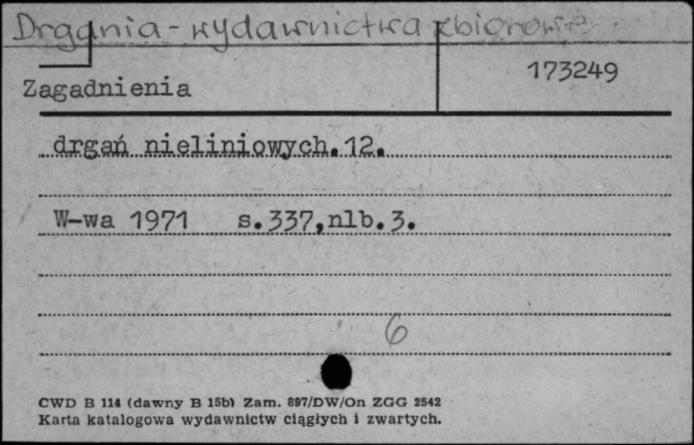 Drgania - wydawnictwa zbiorowe
173249
Zagadnienia
drgań nieliniowych.12.
W-wa 1971 s.337,nlb.3.
6
CWD B 114 (dawny B 15b) Zam. 897/DW/On ZGG 2542
Karta katalogowa wydawnictw ciągłych i zwartych.